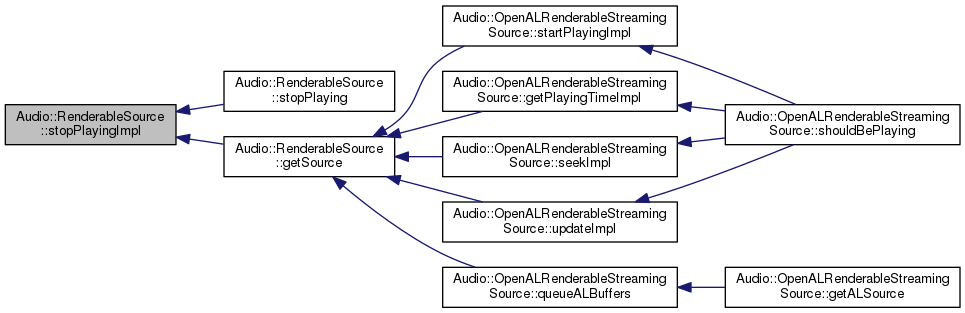 Audio::RenderableSource
::stopPlayingImpl
Audio::RenderableSource
::stopPlaying
Audio::RenderableSource
::getSource
Audio::OpenALRenderableStreaming
Source::startPlayingImpl
Audio::OpenALRenderableStreaming
Source::getPlayingTimeImpl
Audio::OpenALRenderableStreaming
Source::seekImpl
Audio::OpenALRenderableStreaming
Source::updateImpl
Audio::OpenALRenderableStreaming
Source::queueALBuffers
Audio::OpenALRenderableStreaming
Source::shouldBePlaying
Audio::OpenALRenderableStreaming
Source::getALSource